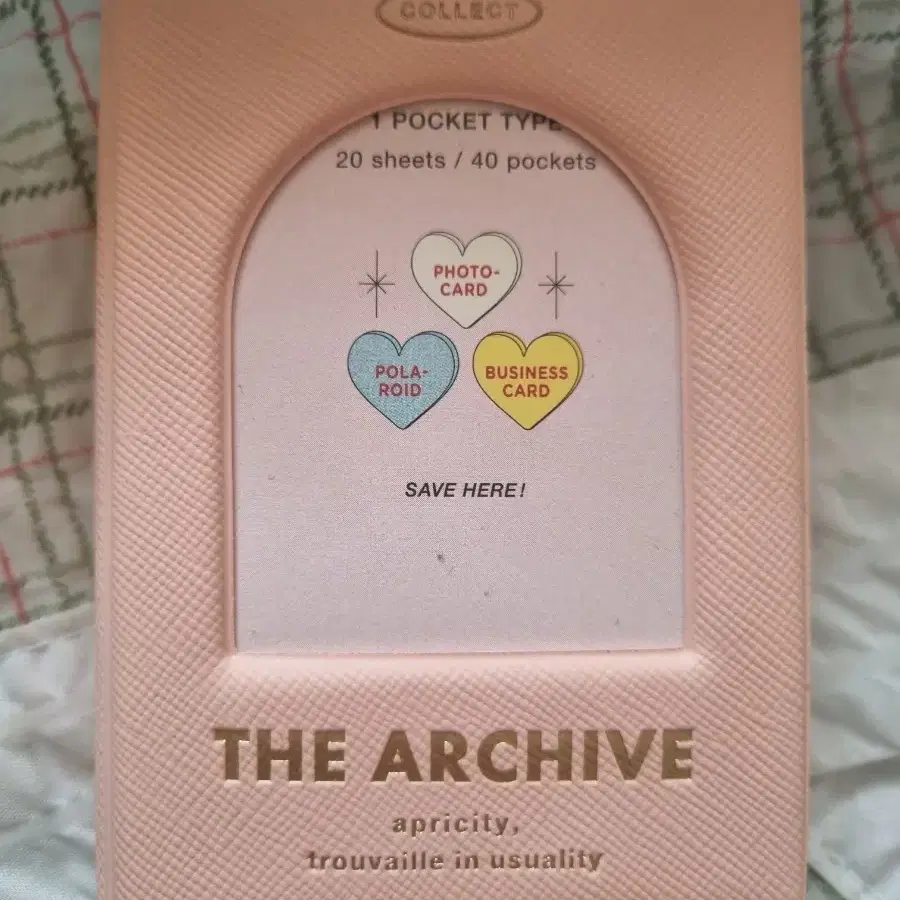 COLLECT
1 POCKET TYPE
20 sheets / 40 pockets
PHOTO-
CARD
POLA-
ROID
BUSINESS
CARD
SAVE HERE!
THE ARCHIVE
apricity,
trouvaille in usuality